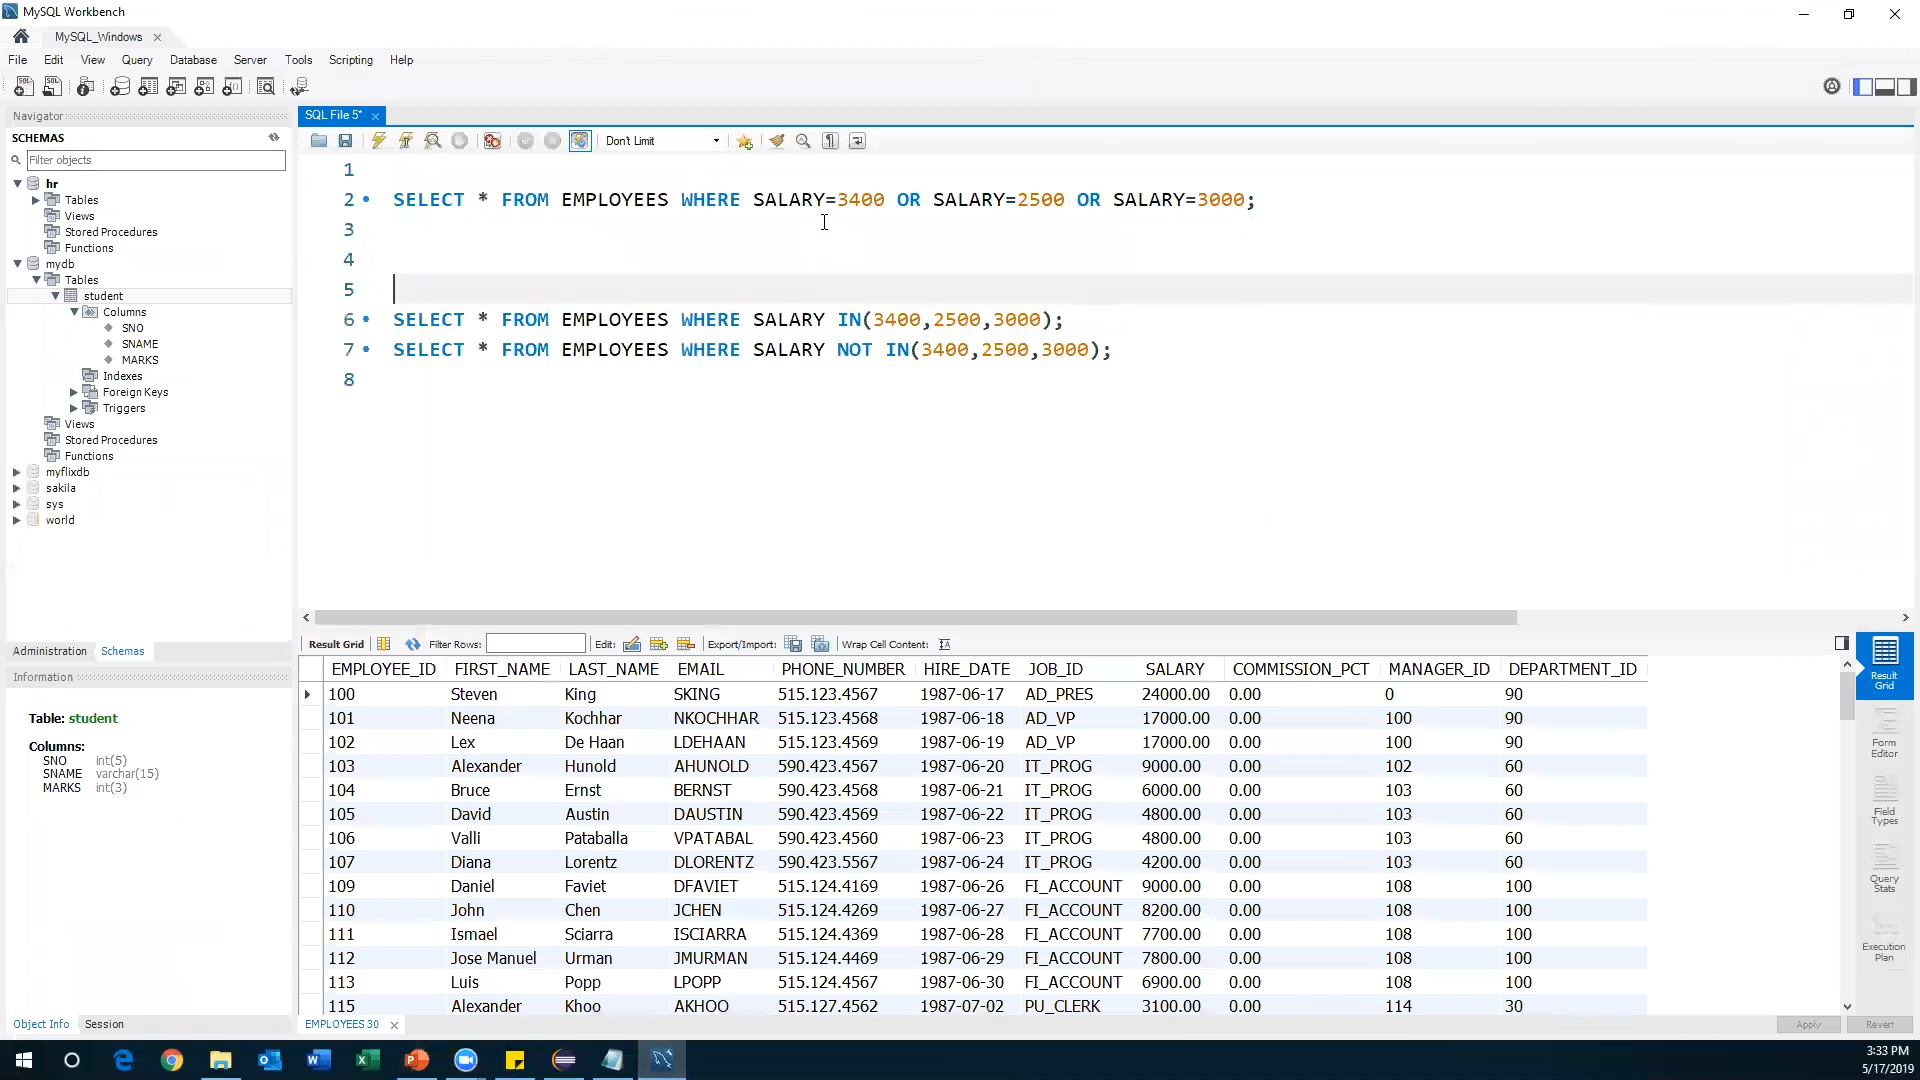 MySQL Workbench
MySQL_Windows
File Edit View Query Database Server Tools Scripting Help
Navigator
SCHEMAS
Filter objects
hr
Tables
Views
Stored Procedures
Functions
mydb
Tables
student
Columns
SNO
SNAME
MARKS
Indexes
Foreign Keys
Triggers
Views
Stored Procedures
Functions
myflixdb
sakila
sys
world
Administration Schemas
Information
Table: student
Columns:
SNO int(5)
SNAME varchar(15)
MARKS int(3)
Object Info Session
SQL File 5*
Don't Limit
1
2 SELECT * FROM EMPLOYEES WHERE SALARY=3400 OR SALARY=2500 OR SALARY=3000;
3
4
5
6 SELECT * FROM EMPLOYEES WHERE SALARY IN(3400,2500,3000);
7 SELECT * FROM EMPLOYEES WHERE SALARY NOT IN(3400,2500,3000);
8
Result Grid Filter Rows: Edit: Export/Import: Wrap Cell Content:
EMPLOYEE_ID FIRST_NAME LAST_NAME EMAIL PHONE_NUMBER HIRE_DATE JOB_ID SALARY COMMISSION_PCT MANAGER_ID DEPARTMENT_ID
100 Steven King SKING 515.123.4567 1987-06-17 AD_PRES 24000.00 0.00 0 90
101 Neena Kochhar NKOCHHAR 515.123.4568 1987-06-18 AD_VP 17000.00 0.00 100 90
102 Lex De Haan LDEHAAN 515.123.4569 1987-06-19 AD_VP 17000.00 0.00 100 90
103 Alexander Hunold AHUNOLD 590.423.4567 1987-06-20 IT_PROG 9000.00 0.00 102 60
104 Bruce Ernst BERNST 590.423.4568 1987-06-21 IT_PROG 6000.00 0.00 103 60
105 David Austin DAUSTIN 590.423.4569 1987-06-22 IT_PROG 4800.00 0.00 103 60
106 Valli Pataballa VPATABAL 590.423.4560 1987-06-23 IT_PROG 4800.00 0.00 103 60
107 Diana Lorentz DLORENTZ 590.423.5567 1987-06-24 IT_PROG 4200.00 0.00 103 60
109 Daniel Faviet DFAVIET 515.124.4169 1987-06-26 FI_ACCOUNT 9000.00 0.00 108 100
110 John Chen JCHEN 515.124.4269 1987-06-27 FI_ACCOUNT 8200.00 0.00 108 100
111 Ismael Sciarra ISCIARRA 515.124.4369 1987-06-28 FI_ACCOUNT 7700.00 0.00 108 100
112 Jose Manuel Urman JMURMAN 515.124.4469 1987-06-29 FI_ACCOUNT 7800.00 0.00 108 100
113 Luis Popp LPOPP 515.124.4567 1987-06-30 FI_ACCOUNT 6900.00 0.00 108 100
115 Alexander Khoo AKHOO 515.127.4562 1987-07-02 PU_CLERK 3100.00 0.00 114 30
EMPLOYEES 30
Apply Revert
Result
Grid
Form
Editor
Field
Types
Query
Stats
Execution
Plan
3:33 PM
5/17/2019